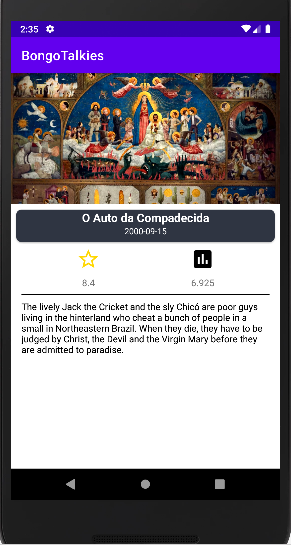 2:35
BongoTalkies
O Auto da Compadecida
2000-09-15
8.4
6.925
The lively Jack the Cricket and the sly Chicó are poor guys
living in the hinterland who cheat a bunch of people in a
small in Northeastern Brazil. When they die, they have to be
judged by Christ, the Devil and the Virgin Mary before they
are admitted to paradise.